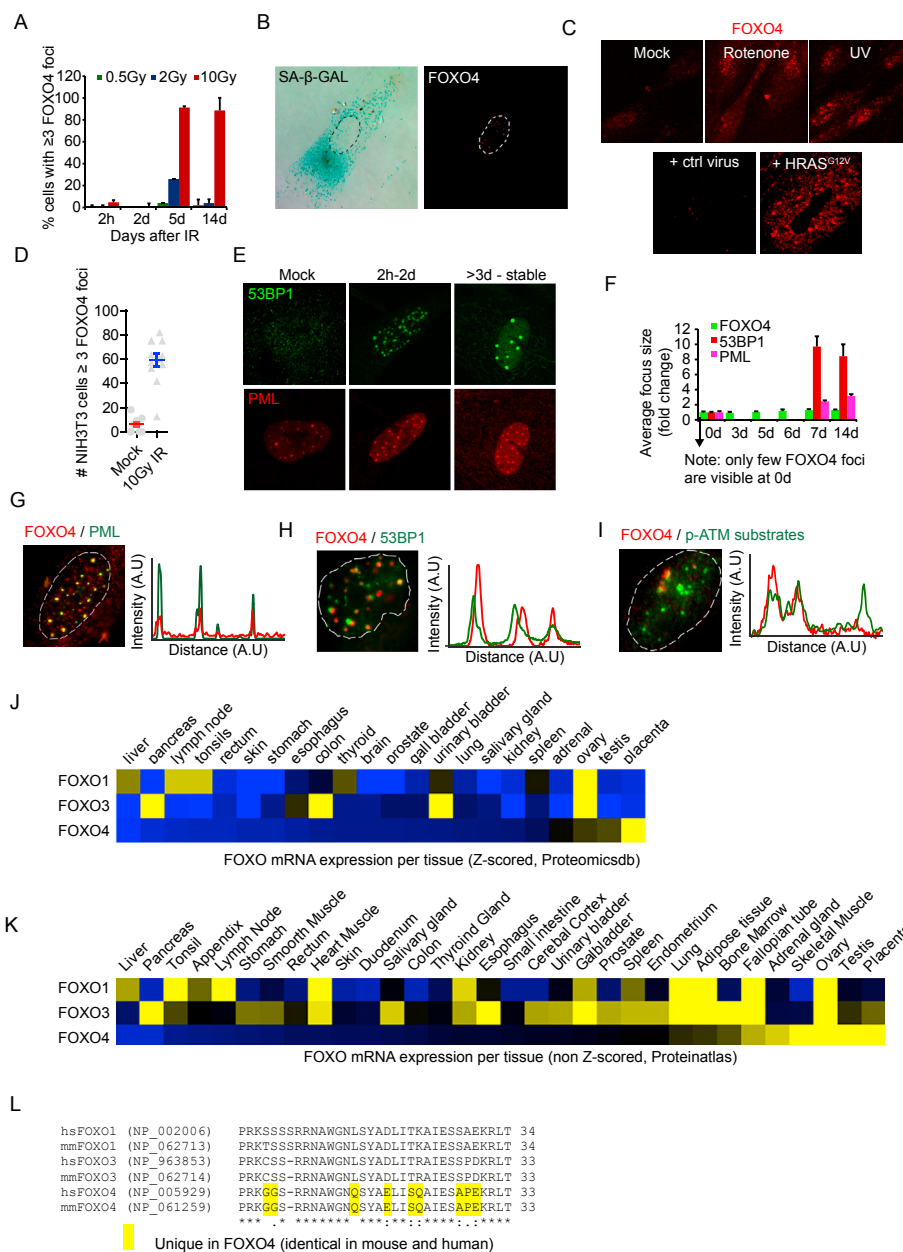 A
0.5Gy 2Gy 10Gy
% cells with ≥3 FOXO4 foci
120
100
80
60
40
20
0
2h 2d 5d 14d
Days after IR
B
SA-β-GAL
FOXO4
C
FOXO4
Mock
Rotenone
UV
+ ctrl virus
+ HRASG12V
D
# NIH3T3 cells ≥ 3 FOXO4 foci
100
80
60
40
20
0
Mock
10Gy IR
E
Mock
2h-2d
>3d - stable
53BP1
PML
F
FOXO4
53BP1
PML
Average focus size
(fold change)
12
10
8
6
4
2
0
0d 3d 5d 6d 7d 14d
Note: only few FOXO4 foci
are visible at 0d
G
FOXO4 / PML
Intensity (A.U)
Distance (A.U)
H
FOXO4 / 53BP1
Intensity (A.U)
Distance (A.U)
I
FOXO4 / p-ATM substrates
Intensity (A.U)
Distance (A.U)
J
liver
pancreas
lymph node
tonsils
rectum
skin
stomach
esophagus
colon
thyroid
brain
prostate
gall bladder
urinary bladder
lung
salivary gland
kidney
spleen
adrenal
ovary
testis
placenta
FOXO1
FOXO3
FOXO4
FOXO mRNA expression per tissue (Z-scored, Proteomicsdb)
K
Liver
Pancreas
Tonsil
Appendix
Lymph Node
Stomach
Smooth Muscle
Rectum
Heart Muscle
Skin
Duodenum
Salivary gland
Colon
Thyroind Gland
Kidney
Esophagus
Small intestine
Cerebral Cortex
Urinary bladder
Galbladder
Prostate
Spleen
Endometrium
Lung
Adipose tissue
Bone Marrow
Fallopian tube
Adrenal gland
Skeletal Muscle
Ovary
Testis
Placenta
FOXO1
FOXO3
FOXO4
FOXO mRNA expression per tissue (non Z-scored, Proteinatlas)
L
hsFOXO1 (NP_002006) PRKSSSSRRNAWGNLSYADLITKAIESSAEKRLT 34
mmFOXO1 (NP_062713) PRKTSSSRRNAWGNLSYADLITKAIESSAEKRLT 34
hsFOXO3 (NP_963853) PRKCSS-RRNAWGNLSYADLITRAIESSPDKRLT 33
mmFOXO3 (NP_062714) PRKCSS-RRNAWGNLSYADLITRAIESSPDKRLT 33
hsFOXO4 (NP_005929) PRKGGS-RRNAWGNQSYAELISQAIESAPEKRLT 33
mmFOXO4 (NP_061259) PRKGGS-RRNAWGNQSYAELISQAIESAPEKRLT 33
*** .* ******* ***:**::****:.:****
Unique in FOXO4 (identical in mouse and human)